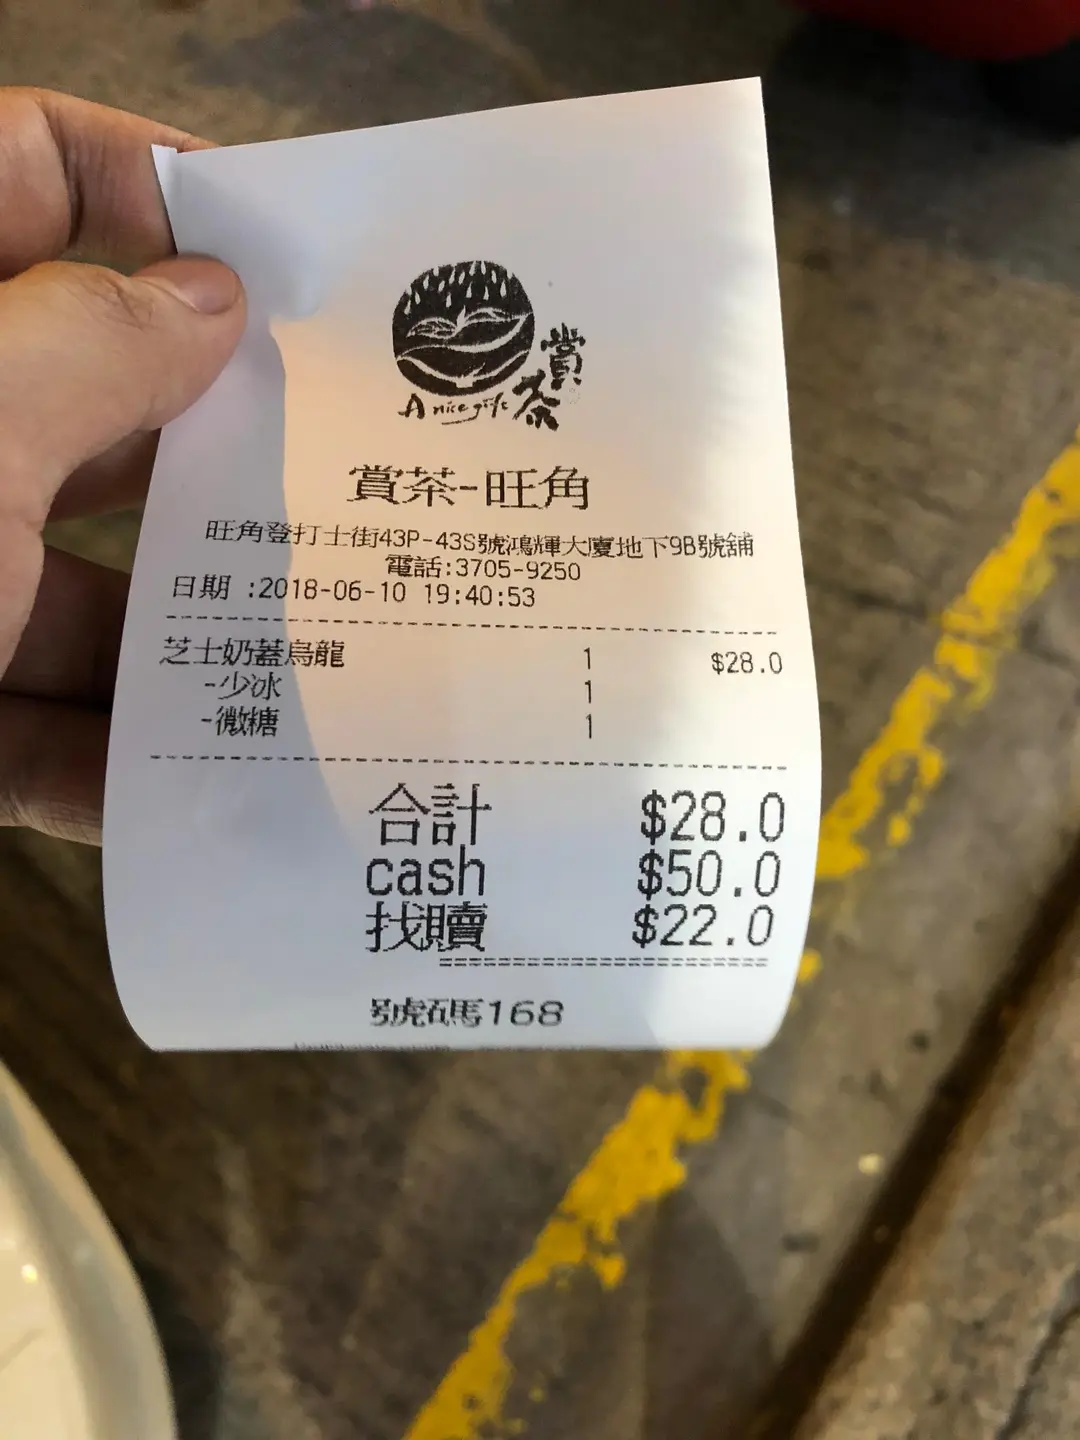 賞茶
A nice gift
賞茶-旺角
旺角登打士街43P-43S號鴻輝大廈地下9B號舖
電話:3705-9250
日期 :2018-06-10 19:40:53
芝士奶蓋烏龍 1 $28.0
-少冰 1
-微糖 1
合計 $28.0
cash $50.0
找贖 $22.0
號碼168